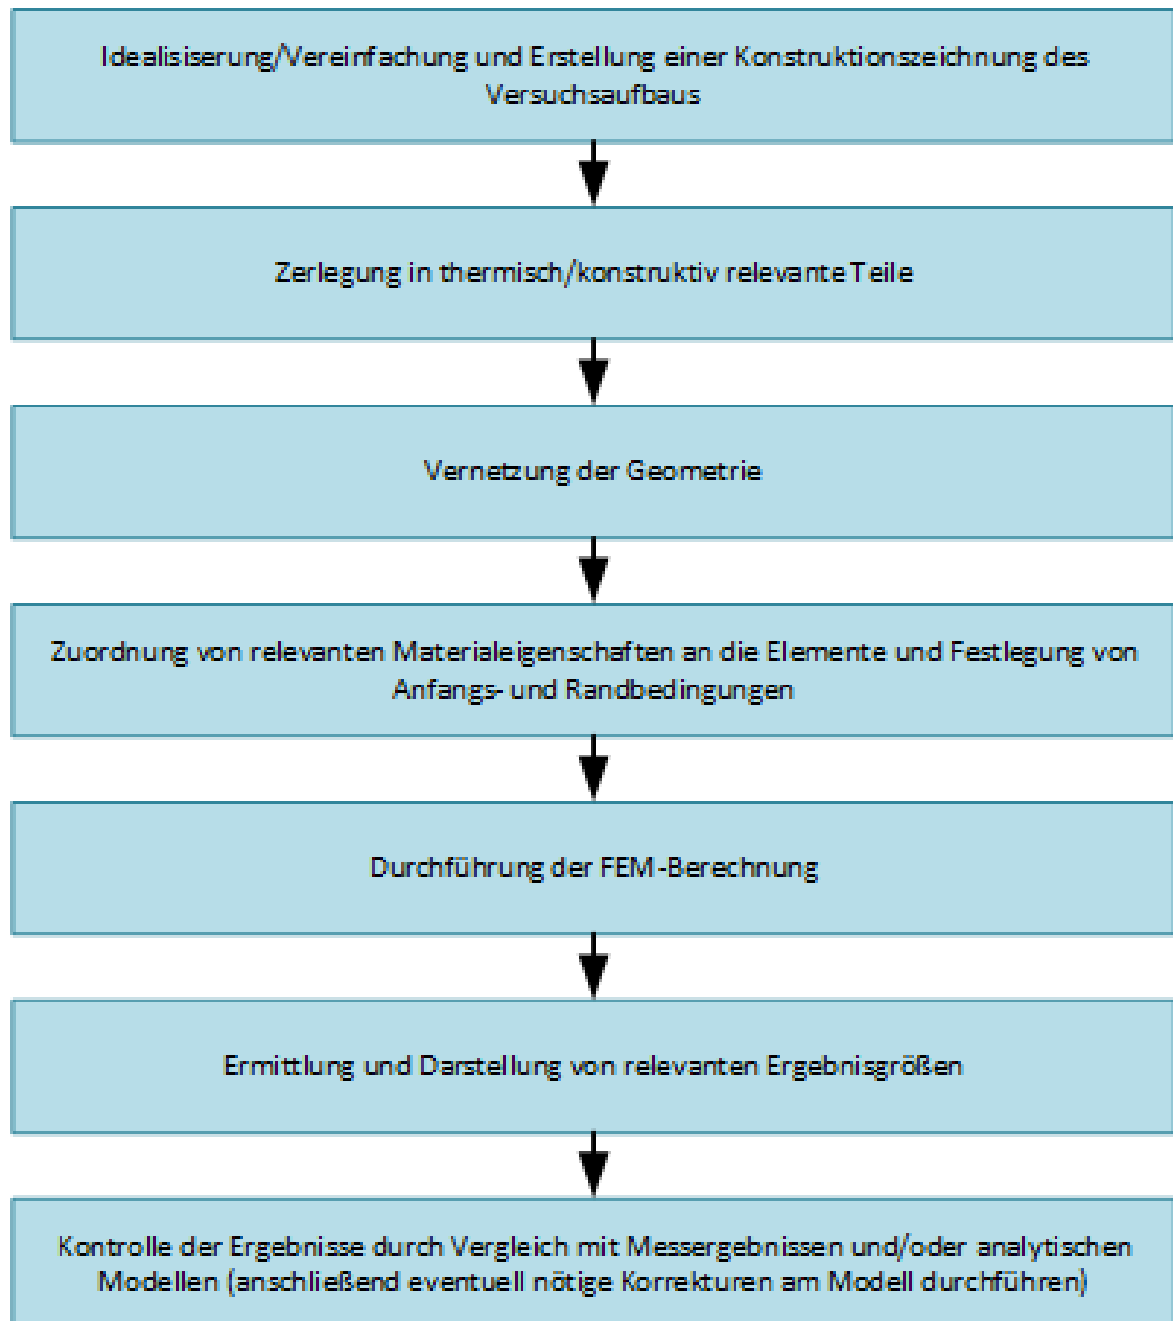 Idealisiserung/Vereinfachung und Erstellung einer Konstruktionszeichnung des
Versuchsaufbaus
Zerlegung in thermisch/konstruktiv relevante Teile
Vernetzung der Geometrie
Zuordnung von relevanten Materialeigenschaften an die Elemente und Festlegung von
Anfangs- und Randbedingungen
Durchführung der FEM-Berechnung
Ermittlung und Darstellung von relevanten Ergebnisgrößen
Kontrolle der Ergebnisse durch Vergleich mit Messergebnissen und/oder analytischen
Modellen (anschließend eventuell nötige Korrekturen am Modell durchführen)